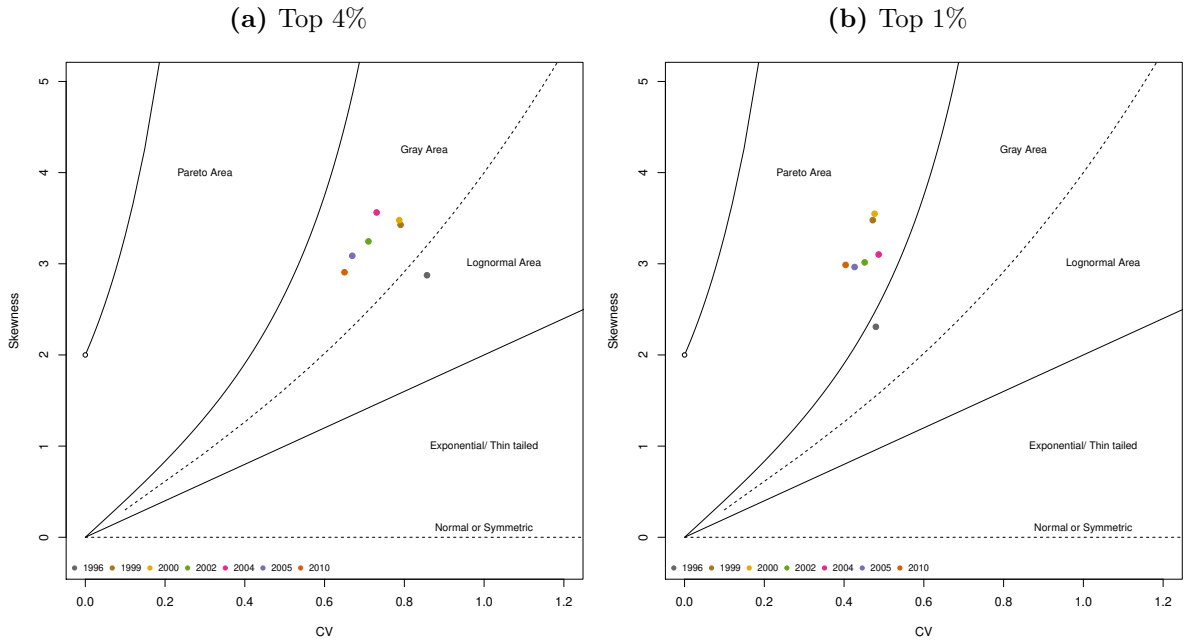 (a) Top 4%
5
4
3
2
1
0
Skewness
Pareto Area
Gray Area
Lognormal Area
Exponential/ Thin tailed
Normal or Symmetric
1996 1999 2000 2002 2004 2005 2010
0.0 0.2 0.4 0.6 0.8 1.0 1.2
CV
(b) Top 1%
5
4
3
2
1
0
Skewness
Pareto Area
Gray Area
Lognormal Area
Exponential/ Thin tailed
Normal or Symmetric
1996 1999 2000 2002 2004 2005 2010
0.0 0.2 0.4 0.6 0.8 1.0 1.2
CV